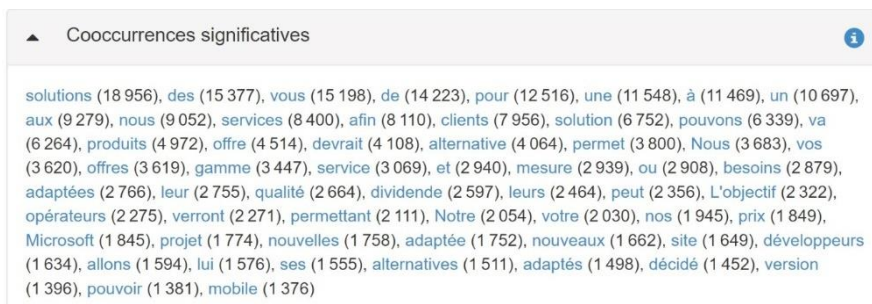 Cooccurrences significatives
solutions (18 956), des (15 377), vous (15 198), de (14 223), pour (12 516), une (11 548), à (11 469), un (10 697),
aux (9 279), nous (9 052), services (8 400), afin (8 110), clients (7 956), solution (6 752), pouvons (6 339), va
(6 264), produits (4 972), offre (4 514), devrait (4 108), alternative (4 064), permet (3 800), Nous (3 683), vos
(3 620), offres (3 619), gamme (3 447), service (3 069), et (2 940), mesure (2 939), ou (2 908), besoins (2 879),
adaptées (2 766), leur (2 755), qualité (2 664), dividende (2 597), leurs (2 464), peut (2 356), L'objectif (2 322),
opérateurs (2 275), verront (2 271), permettant (2 111), Notre (2 054), votre (2 030), nos (1 945), prix (1 849),
Microsoft (1 845), projet (1 774), nouvelles (1 758), adaptée (1 752), nouveaux (1 662), site (1 649), développeurs
(1 634), allons (1 594), lui (1 576), ses (1 555), alternatives (1 511), adaptés (1 498), décidé (1 452), version
(1 396), pouvoir (1 381), mobile (1 376)